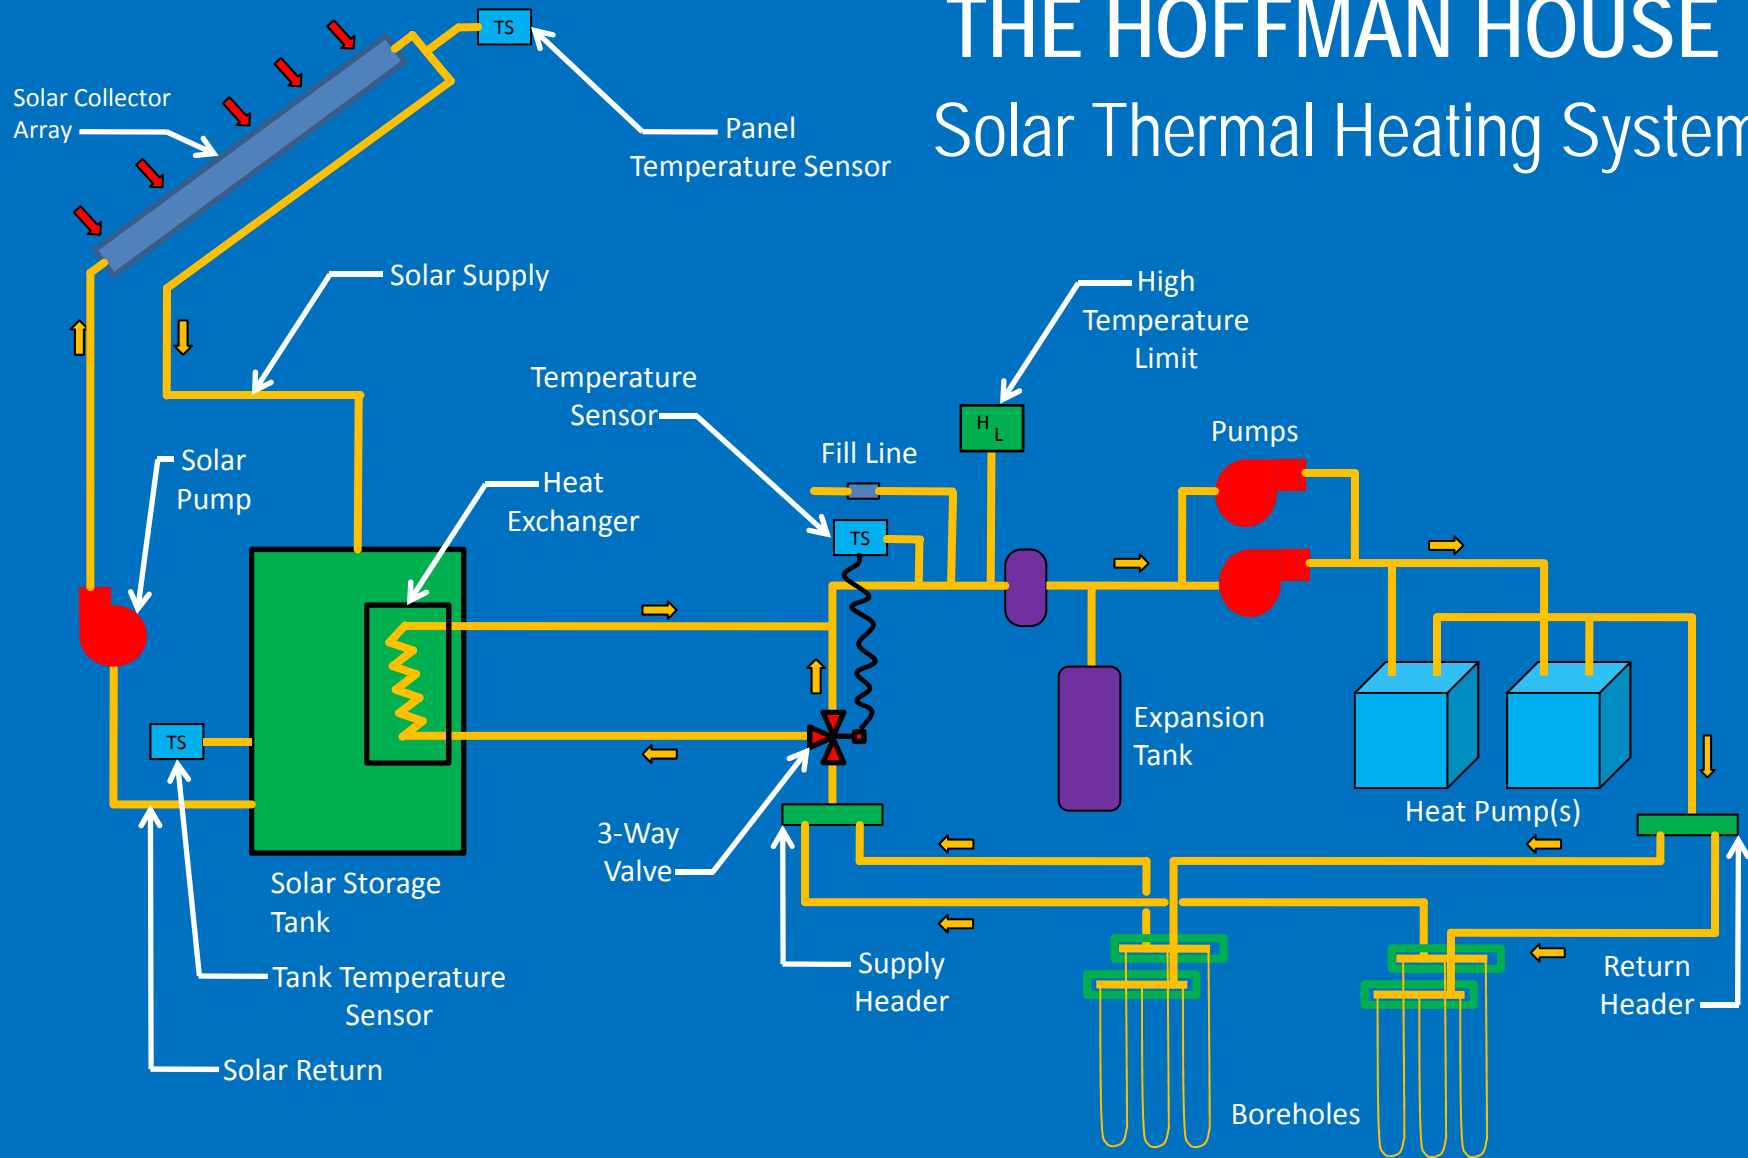 THE HOFFMAN HOUSE
Solar Thermal Heating System
TS
Solar Collector
Array
Panel
Temperature Sensor
Solar Supply
High
Temperature
Limit
Temperature
Sensor
H
L
Pumps
Fill Line
Solar
Pump
Heat
Exchanger
TS
TS
Expansion
Tank
Heat Pump(s)
3-Way
Valve
Solar Storage
Tank
Supply
Header
Return
Header
Tank Temperature
Sensor
Solar Return
Boreholes